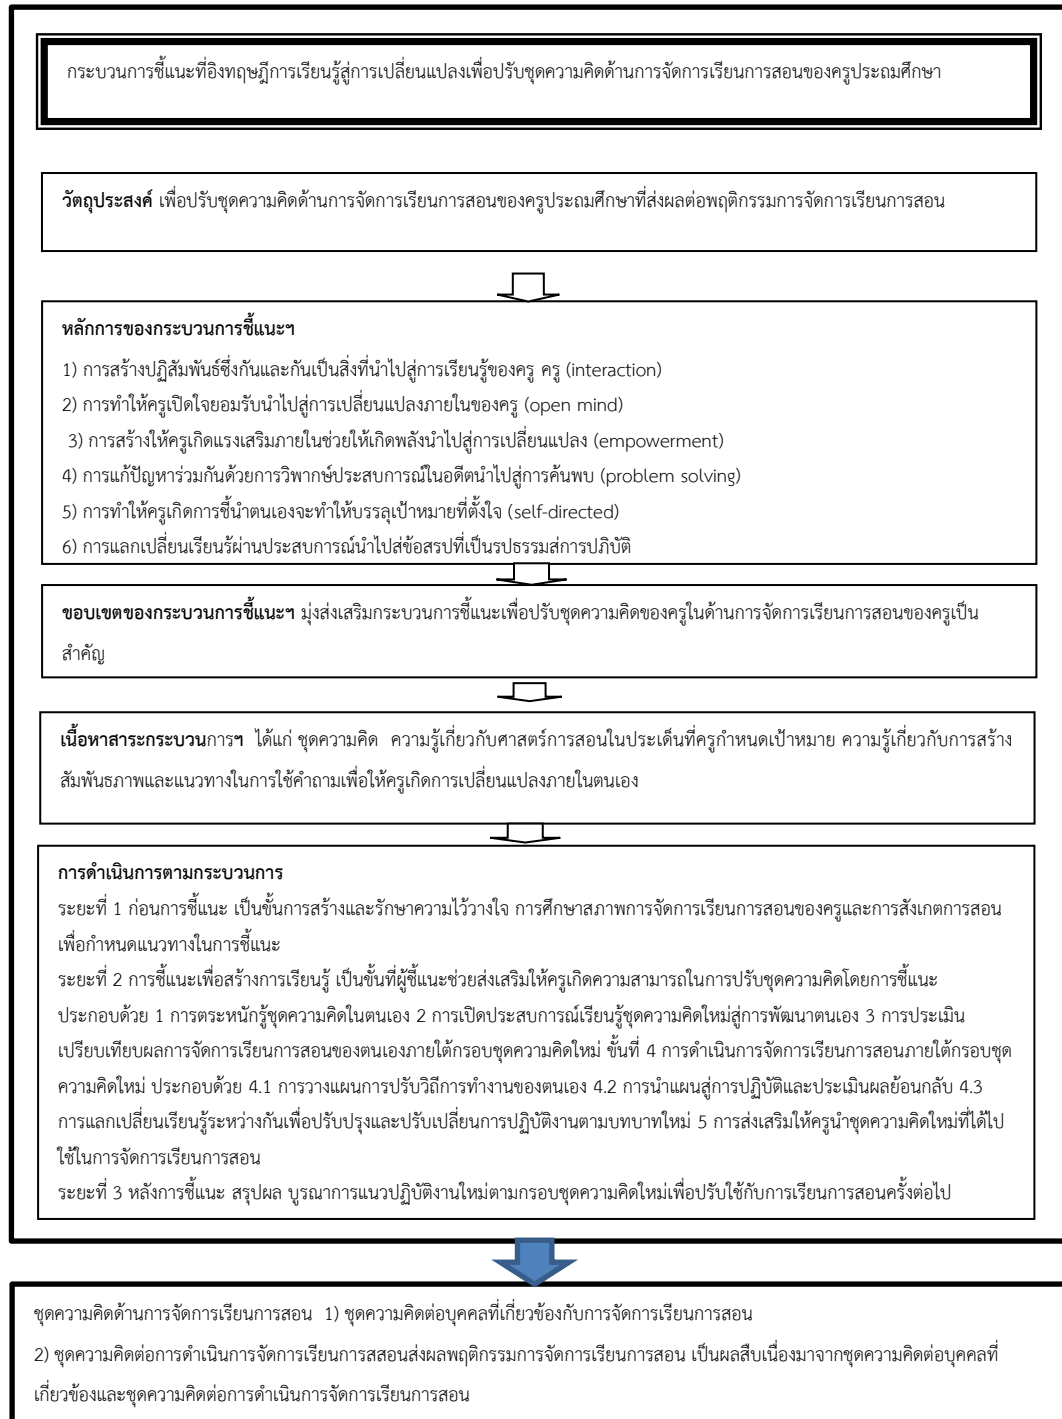 กระบวนการชี้แนะที่อิงทฤษฎีการเรียนรู้สู่การเปลี่ยนแปลงเพื่อปรับชุดความคิดด้านการจัดการเรียนการสอนของครูประถมศึกษา
วัตถุประสงค์ เพื่อปรับชุดความคิดด้านการจัดการเรียนการสอนของครูประถมศึกษาที่ส่งผลต่อพฤติกรรมการจัดการเรียนการสอน
หลักการของกระบวนการชี้แนะฯ
1) การสร้างปฏิสัมพันธ์ซึ่งกันและกันเป็นสิ่งที่นำไปสู่การเรียนรู้ของครู ครู (interaction)
2) การทำให้ครูเปิดใจยอมรับนำไปสู่การเปลี่ยนแปลงภายในของครู (open mind)
3) การสร้างให้ครูเกิดแรงเสริมภายในช่วยให้เกิดพลังนำไปสู่การเปลี่ยนแปลง (empowerment)
4) การแก้ปัญหาร่วมกันด้วยการวิพากษ์ประสบการณ์ในอดีตนำไปสู่การค้นพบ (problem solving)
5) การทำให้ครูเกิดการชี้นำตนเองจะทำให้บรรลุเป้าหมายที่ตั้งใจ (self-directed)
6) การแลกเปลี่ยนเรียนรู้ผ่านประสบการณ์นำไปสู่ข้อสรุปที่เป็นรูปธรรมสู่การปฏิบัติ
ขอบเขตของกระบวนการชี้แนะฯ มุ่งส่งเสริมกระบวนการชี้แนะเพื่อปรับชุดความคิดของครูในด้านการจัดการเรียนการสอนของครูเป็น
สำคัญ
เนื้อหาสาระกระบวนการฯ ได้แก่ ชุดความคิด ความรู้เกี่ยวกับศาสตร์การสอนในประเด็นที่ครูกำหนดเป้าหมาย ความรู้เกี่ยวกับการสร้าง
สัมพันธภาพและแนวทางในการใช้คำถามเพื่อให้ครูเกิดการเปลี่ยนแปลงภายในตนเอง
การดำเนินการตามกระบวนการ
ระยะที่ 1 ก่อนการชี้แนะ เป็นขั้นการสร้างและรักษาความไว้วางใจ การศึกษาสภาพการจัดการเรียนการสอนของครูและการสังเกตการสอน
เพื่อกำหนดแนวทางในการชี้แนะ
ระยะที่ 2 การชี้แนะเพื่อสร้างการเรียนรู้ เป็นขั้นที่ผู้ชี้แนะช่วยส่งเสริมให้ครูเกิดความสามารถในการปรับชุดความคิดโดยการชี้แนะ
ประกอบด้วย 1 การตระหนักรู้ชุดความคิดในตนเอง 2 การเปิดประสบการณ์เรียนรู้ชุดความคิดใหม่สู่การพัฒนาตนเอง 3 การประเมิน
เปรียบเทียบผลการจัดการเรียนการสอนของตนเองภายใต้กรอบชุดความคิดใหม่ ขั้นที่ 4 การดำเนินการจัดการเรียนการสอนภายใต้กรอบชุด
ความคิดใหม่ ประกอบด้วย 4.1 การวางแผนการปรับวิถีการทำงานของตนเอง 4.2 การนำแผนสู่การปฏิบัติและประเมินผลย้อนกลับ 4.3
การแลกเปลี่ยนเรียนรู้ระหว่างกันเพื่อปรับปรุงและปรับเปลี่ยนการปฏิบัติงานตามบทบาทใหม่ 5 การส่งเสริมให้ครูนำชุดความคิดใหม่ที่ได้ไป
ใช้ในการจัดการเรียนการสอน
ระยะที่ 3 หลังการชี้แนะ สรุปผล บูรณาการแนวปฏิบัติงานใหม่ตามกรอบชุดความคิดใหม่เพื่อปรับใช้กับการเรียนการสอนครั้งต่อไป
ชุดความคิดด้านการจัดการเรียนการสอน 1) ชุดความคิดต่อบุคคลที่เกี่ยวข้องกับการจัดการเรียนการสอน
2) ชุดความคิดต่อการดำเนินการจัดการเรียนการสสอนส่งผลพฤติกรรมการจัดการเรียนการสอน เป็นผลสืบเนื่องมาจากชุดความคิดต่อบุคคลที่
เกี่ยวข้องและชุดความคิดต่อการดำเนินการจัดการเรียนการสอน